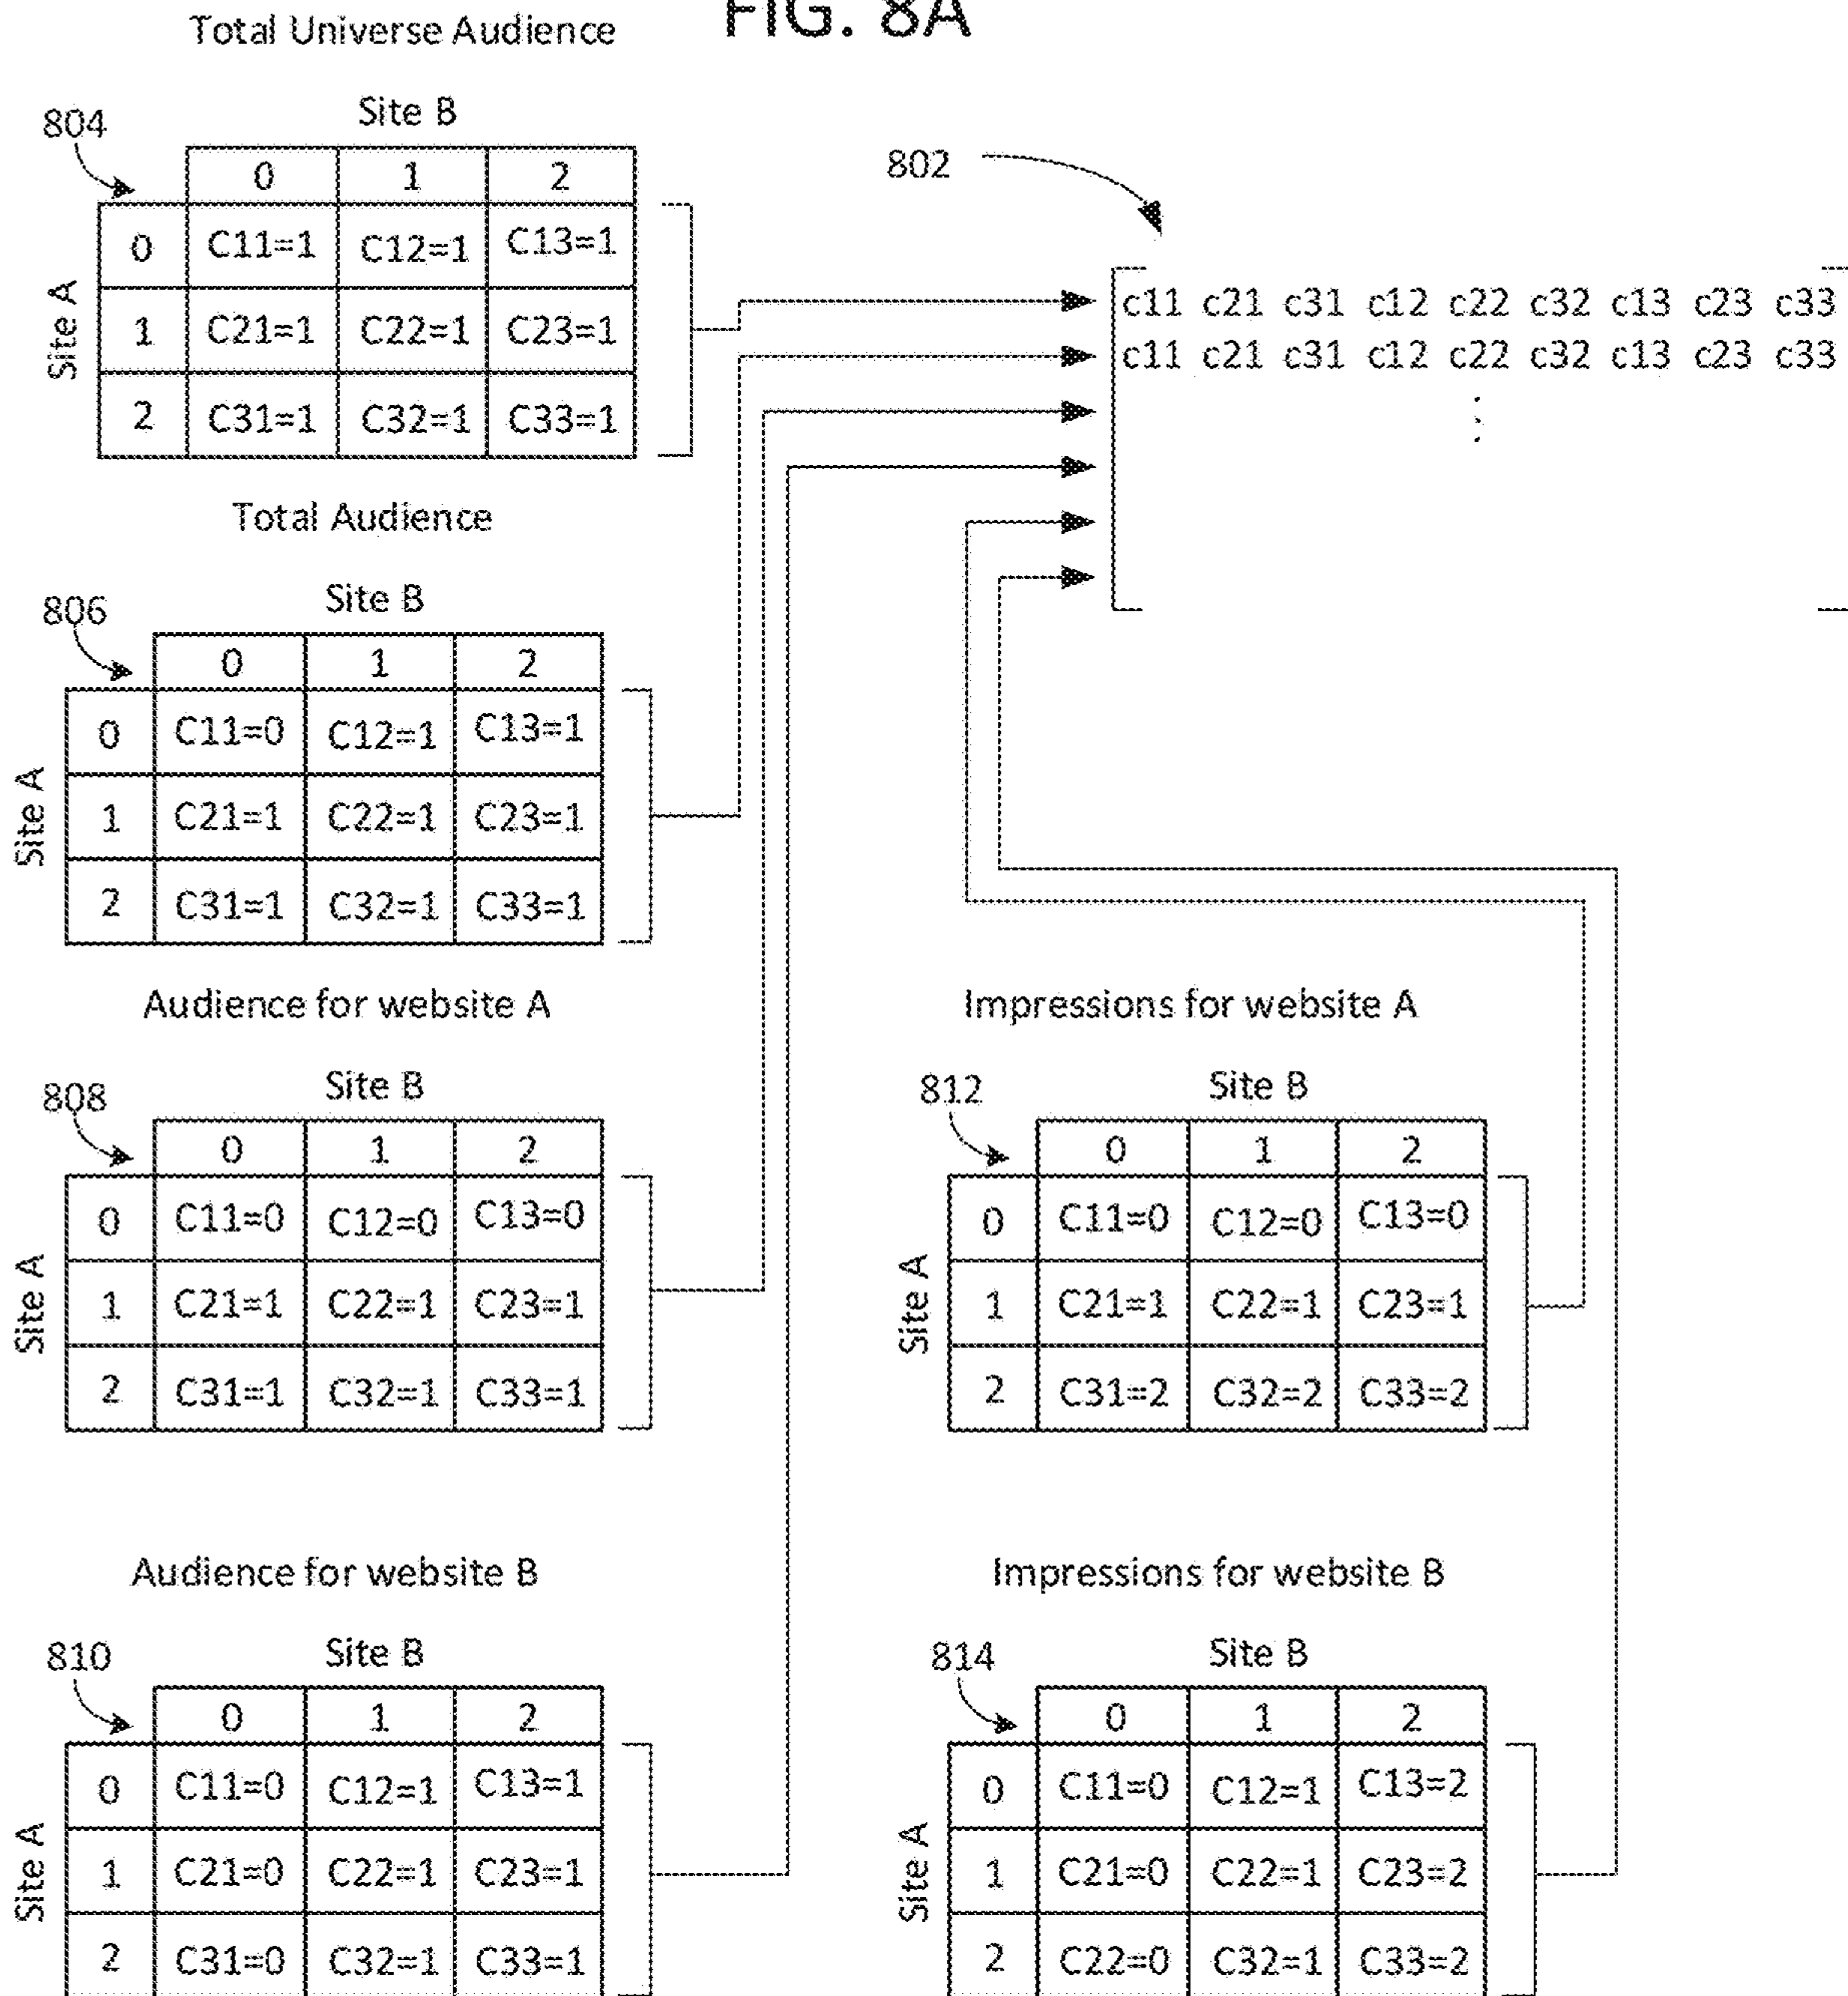 FIG. 8A
Total Universe Audience
804
Site B
0 1 2
Site A
0 C11=1 C12=1 C13=1
1 C21=1 C22=1 C23=1
2 C31=1 C32=1 C33=1
802
c11 c21 c31 c12 c22 c32 c13 c23 c33
c11 c21 c31 c12 c22 c32 c13 c23 c33
Total Audience
806
Site B
0 1 2
Site A
0 C11=0 C12=1 C13=1
1 C21=1 C22=1 C23=1
2 C31=1 C32=1 C33=1
Audience for website A
808
Site B
0 1 2
Site A
0 C11=0 C12=0 C13=0
1 C21=1 C22=1 C23=1
2 C31=1 C32=1 C33=1
Impressions for website A
812
Site B
0 1 2
Site A
0 C11=0 C12=0 C13=0
1 C21=1 C22=1 C23=1
2 C31=2 C32=2 C33=2
Audience for website B
810
Site B
0 1 2
Site A
0 C11=0 C12=1 C13=1
1 C21=0 C22=1 C23=1
2 C31=0 C32=1 C33=1
Impressions for website B
814
Site B
0 1 2
Site A
0 C11=0 C12=1 C13=2
1 C21=0 C22=1 C23=2
2 C22=0 C32=1 C33=2